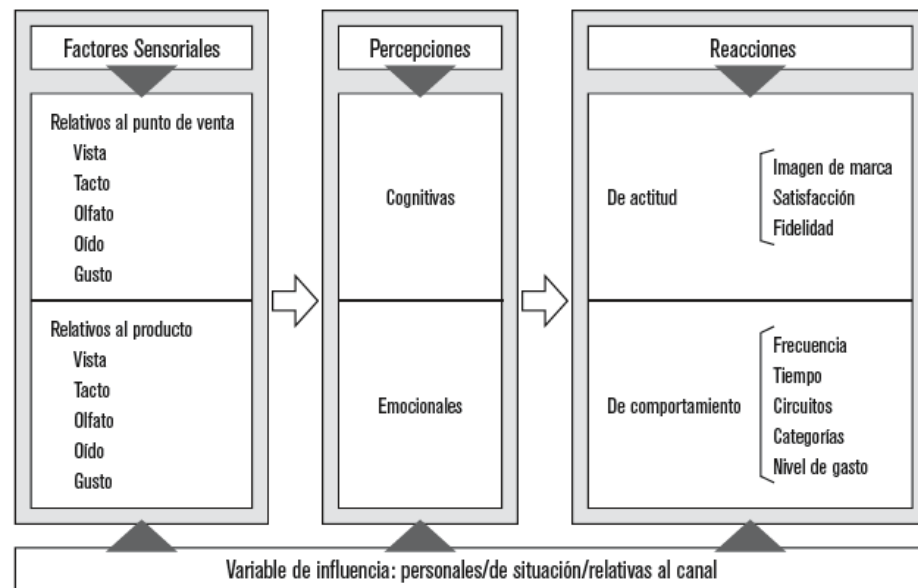 Factores Sensoriales
Relativos al punto de venta
Vista
Tacto
Olfato
Oído
Gusto
Relativos al producto
Vista
Tacto
Olfato
Oído
Gusto
Percepciones
Cognitivas
Emocionales
Reacciones
De actitud
Imagen de marca
Satisfacción
Fidelidad
De comportamiento
Frecuencia
Tiempo
Circuitos
Categorías
Nivel de gasto
Variable de influencia: personales/de situación/relativas al canal